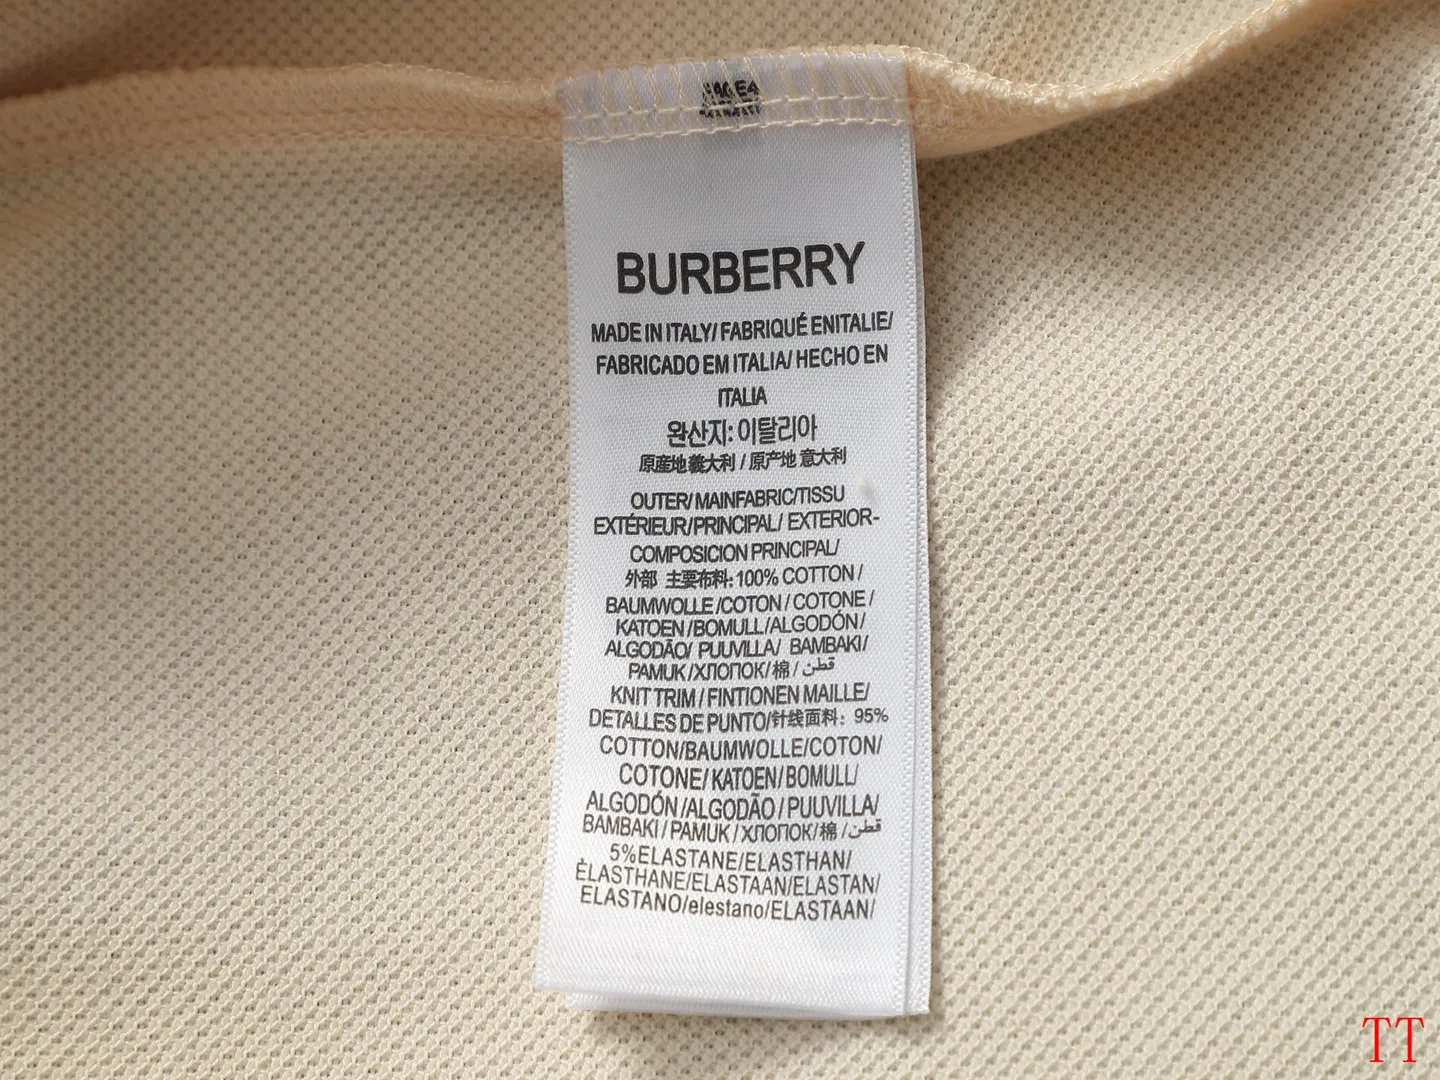 BURBERRY
MADE IN ITALY/ FABRIQUÉ ENITALIE/
FABRICADO EM ITALIA/ HECHO EN
ITALIA
완산지: 이탈리아
原産地義大利 / 原产地 意大利
OUTER/ MAINFABRIC/TISSU
EXTÉRIEUR/PRINCIPAL/ EXTERIOR-
COMPOSICION PRINCIPAL/
外部 主要布料: 100% COTTON /
BAUMWOLLE /COTON / COTONE /
KATOEN /BOMULL/ALGODÓN/
ALGODÃO/ PUUVILLA/ BAMBAKI/
PAMUK /ХЛОПОК/ 棉 / قطن
KNIT TRIM / FINTIONEN MAILLE/
DETALLES DE PUNTO/针线面料: 95%
COTTON/BAUMWOLLE/COTON/
COTONE/ KATOEN/ BOMULL/
ALGODÓN /ALGODÃO / PUUVILLA/
BAMBAKI / PAMUK / ХЛОПОК/ 棉 / قطن
5%ELASTANE/ELASTHAN/
ÈLASTHANE/ELASTAAN/ELASTAN/
ELASTANO/elestano/ELASTAAN/
TT